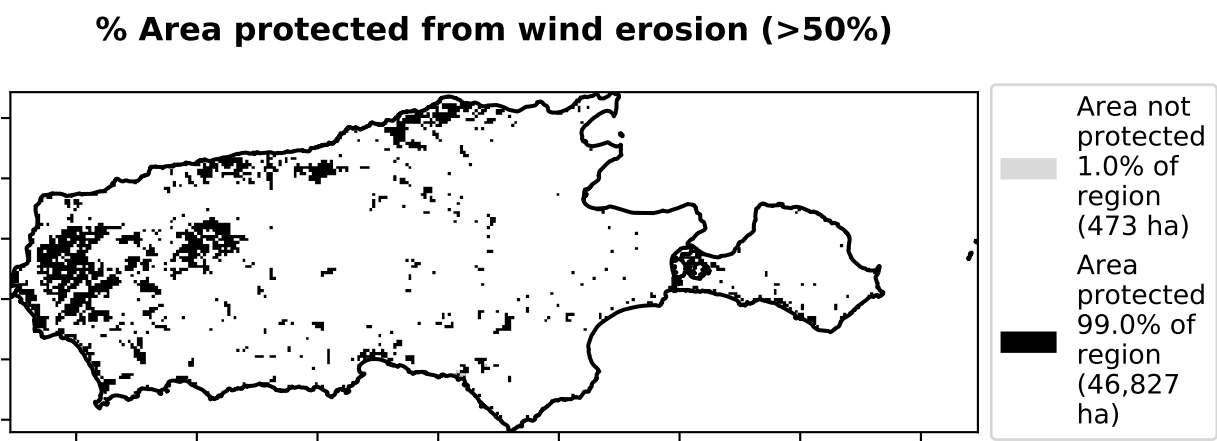 % Area protected from wind erosion (>50%)
Area not
protected
1.0% of
region
(473 ha)
Area
protected
99.0% of
region
(46,827
ha)